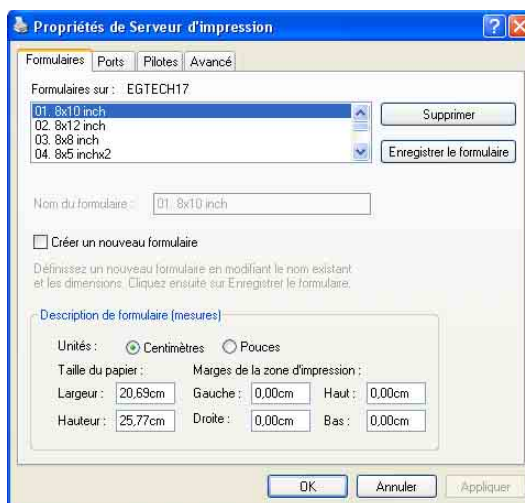 Propriétés de Serveur d'impression
Formulaires Ports Pilotes Avancé
Formulaires sur : EGTECH17
01. 8x10 inch
02. 8x12 inch
03. 8x8 inch
04. 8x5 inchx2
Supprimer
Enregistrer le formulaire
Nom du formulaire : 01. 8x10 inch
Créer un nouveau formulaire
Définissez un nouveau formulaire en modifiant le nom existant
et les dimensions. Cliquez ensuite sur Enregistrer le formulaire.
Description de formulaire (mesures)
Unités : Centimètres Pouces
Taille du papier : Marges de la zone d'impression :
Largeur : 20,69cm Gauche : 0,00cm Haut : 0,00cm
Hauteur : 25,77cm Droite : 0,00cm Bas : 0,00cm
OK Annuler Appliquer